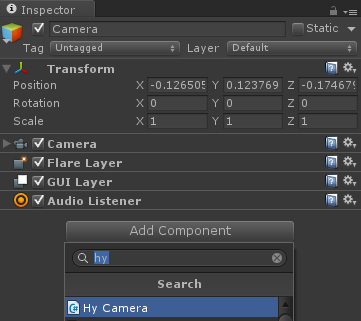 Inspector
Camera Static
Tag Untagged Layer Default
Transform
Position X -0.126505 Y 0.123769 Z -0.174679
Rotation X 0 Y 0 Z 0
Scale X 1 Y 1 Z 1
Camera
Flare Layer
GUI Layer
Audio Listener
Add Component
hy
Search
Hy Camera